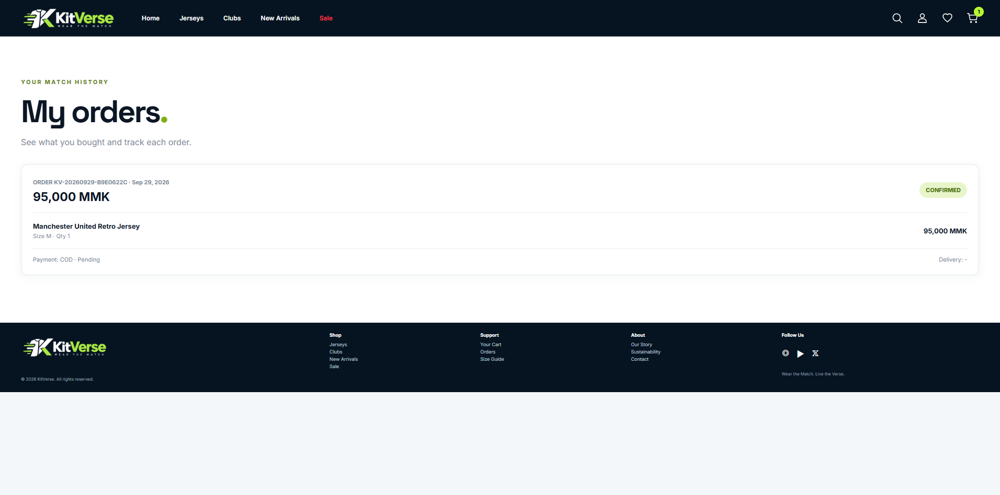 KitVerse
WEAR THE MATCH
Home
Jerseys
Clubs
New Arrivals
Sale
1
YOUR MATCH HISTORY
My orders.
See what you bought and track each order.
ORDER KV-20260929-B9E0622C · Sep 29, 2026
95,000 MMK
CONFIRMED
Manchester United Retro Jersey
Size M · Qty 1
95,000 MMK
Payment: COD · Pending
Delivery: -
KitVerse
WEAR THE MATCH
© 2026 KitVerse. All rights reserved.
Shop
Jerseys
Clubs
New Arrivals
Sale
Support
Your Cart
Orders
Size Guide
About
Our Story
Sustainability
Contact
Follow Us
𝕏
Wear the Match. Live the Verse.